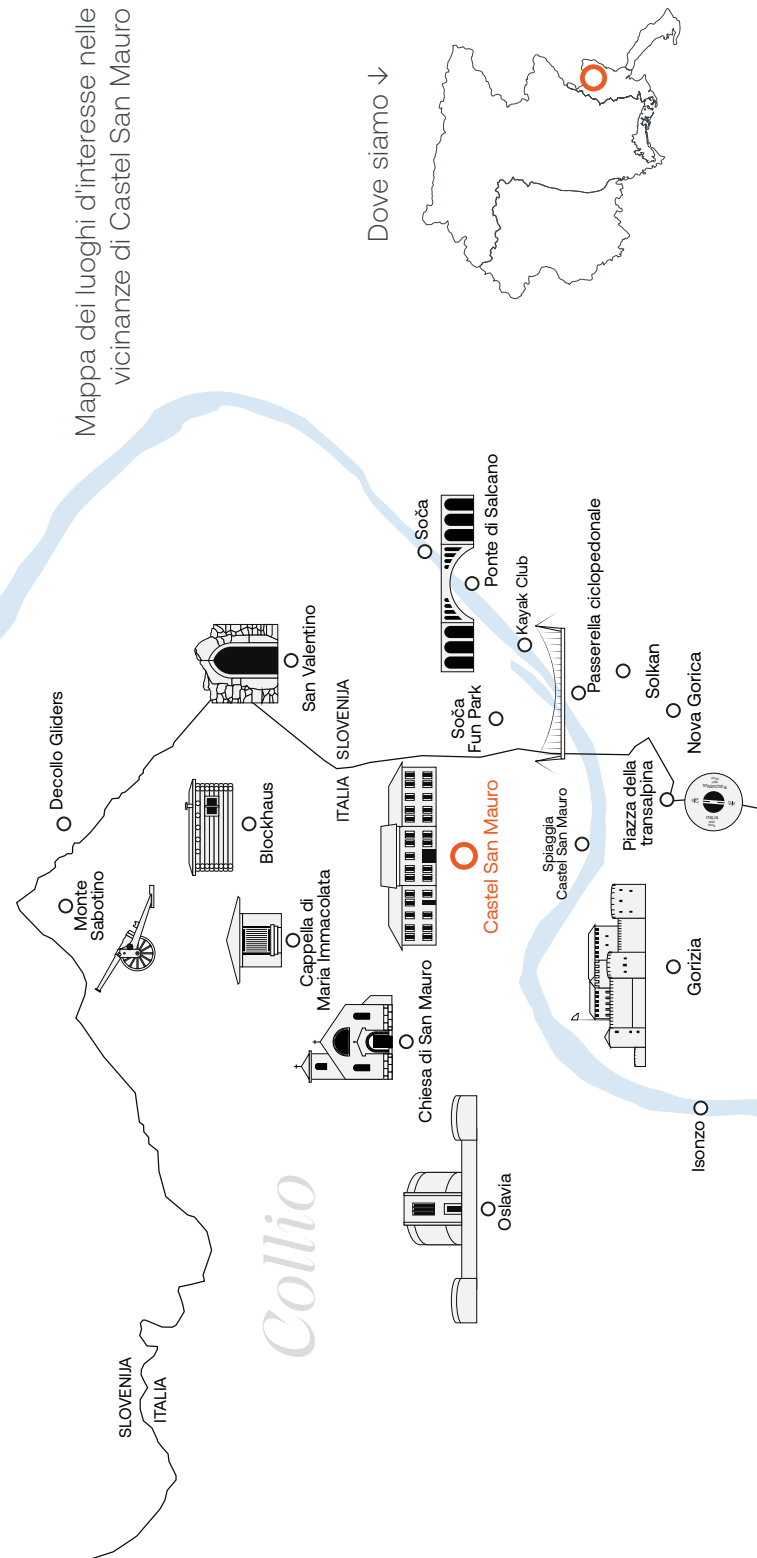 Mappa dei luoghi d'interesse nelle
vicinanze di Castel San Mauro
Dove siamo ↓
Decollo Gliders
Monte
Sabotino
San Valentino
Blockhaus
Cappella di
Maria Immacolata
SLOVENIJA
ITALIA
SLOVENIJA
ITALIA
Collio
Chiesa di San Mauro
Castel San Mauro
Oslavia
Soča
Ponte di Salcano
Kayak Club
Soča
Fun Park
Passerella ciclopedonale
Solkan
Nova Gorica
Spiaggia
Castel San Mauro
Piazza della
transalpina
Gorizia
Isonzo